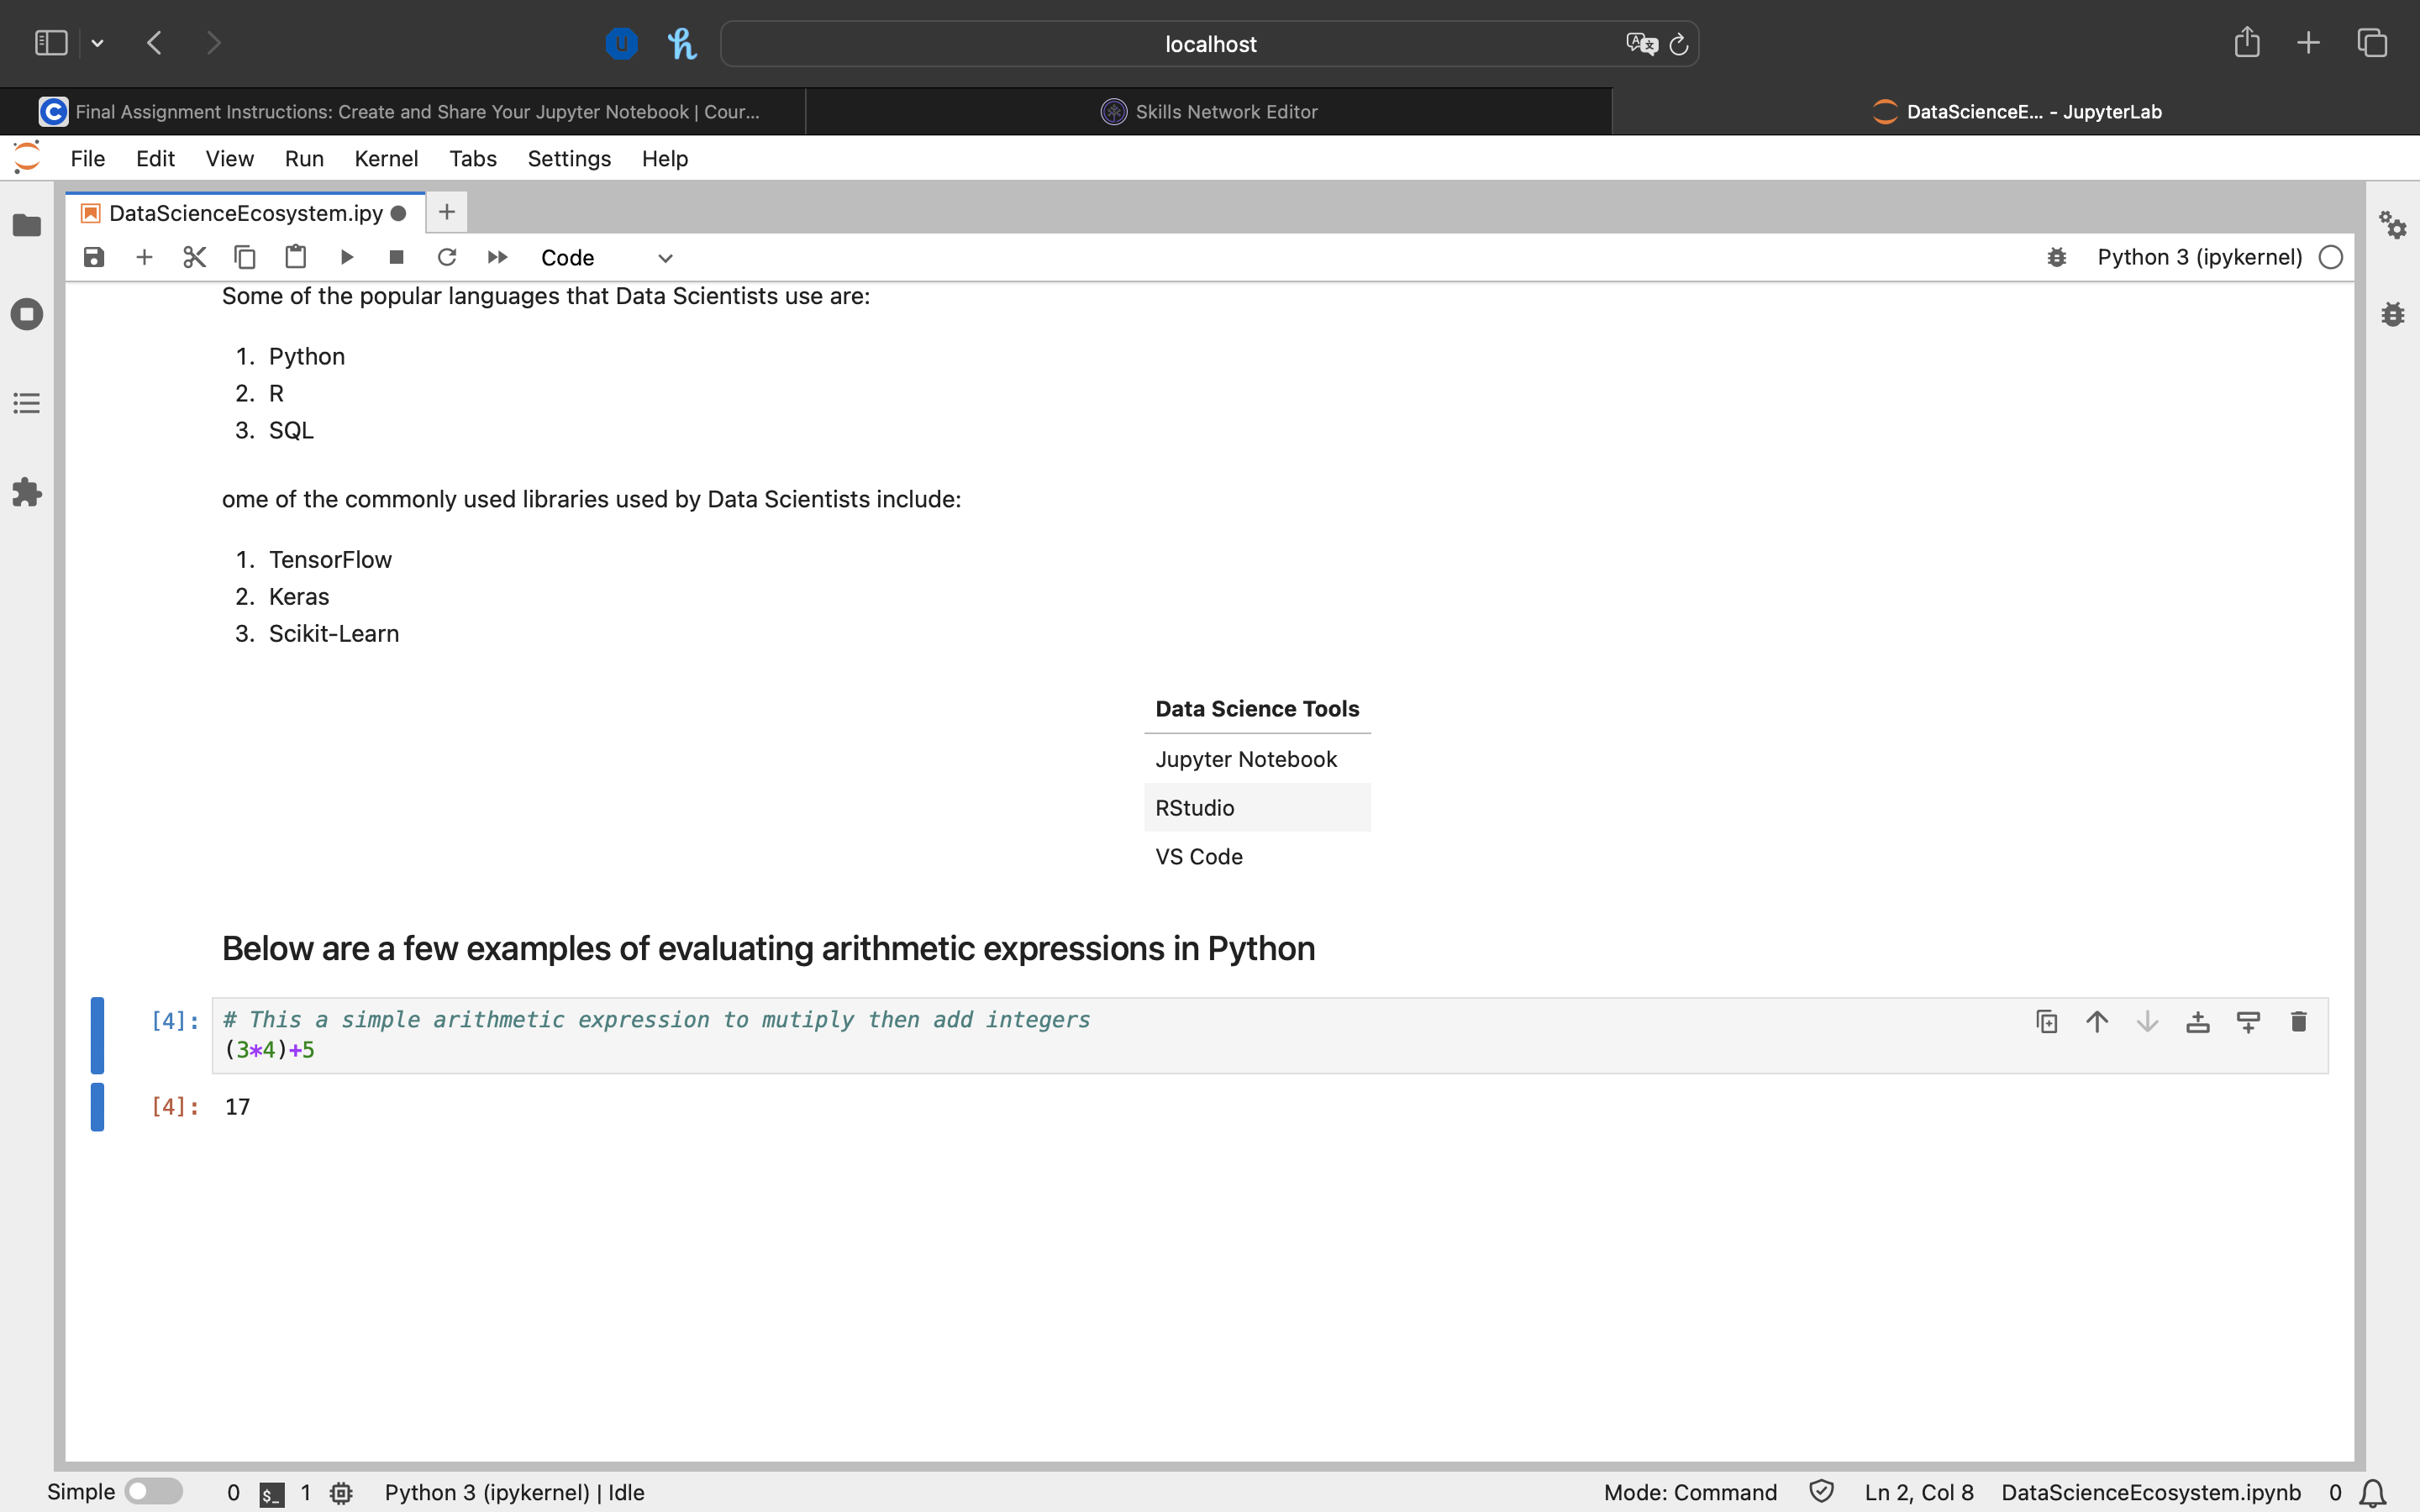 localhost
Final Assignment Instructions: Create and Share Your Jupyter Notebook | Cour...
Skills Network Editor
DataScienceE... - JupyterLab
File Edit View Run Kernel Tabs Settings Help
DataScienceEcosystem.ipy
Code
Python 3 (ipykernel)
Some of the popular languages that Data Scientists use are:
1. Python
2. R
3. SQL
ome of the commonly used libraries used by Data Scientists include:
1. TensorFlow
2. Keras
3. Scikit-Learn
Data Science Tools
Jupyter Notebook
RStudio
VS Code
Below are a few examples of evaluating arithmetic expressions in Python
[4]: # This a simple arithmetic expression to mutiply then add integers
(3*4)+5
[4]: 17
Simple 0 $_ 1 Python 3 (ipykernel) | Idle Mode: Command Ln 2, Col 8 DataScienceEcosystem.ipynb 0